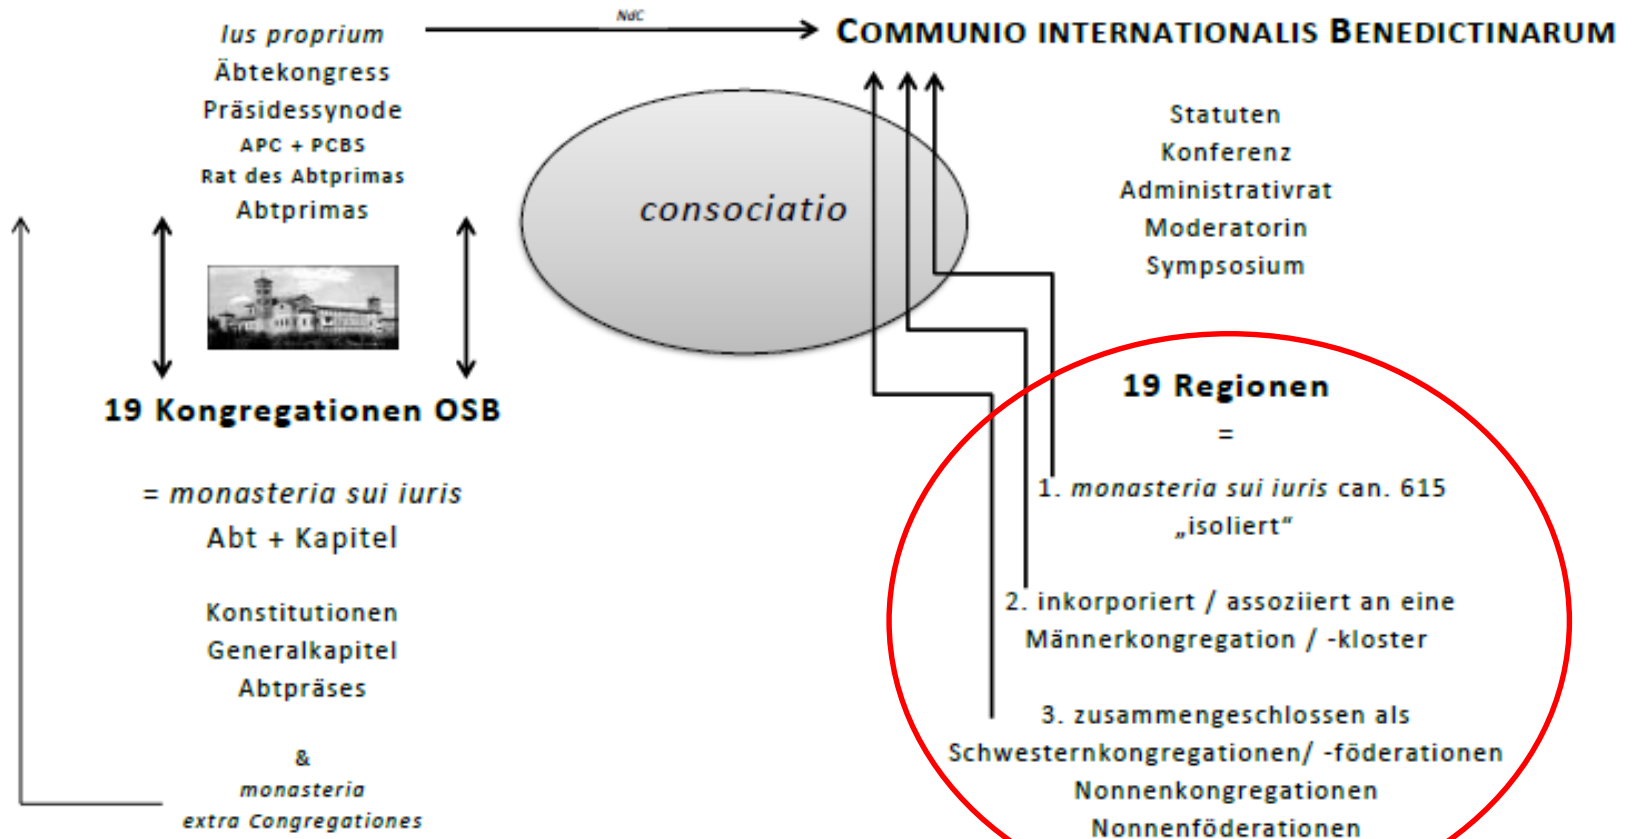 Ius proprium
Äbtekongress
Präsidessynode
APC + PCBS
Rat des Abtprimas
Abtprimas
19 Kongregationen OSB
= monasteria sui iuris
Abt + Kapitel
Konstitutionen
Generalkapitel
Abtpräses
&
monasteria
extra Congregationes
NdC
consociatio
COMMUNIO INTERNATIONALIS BENEDICTINARUM
Statuten
Konferenz
Administrativrat
Moderatorin
Sympsosium
19 Regionen
=
1. monasteria sui iuris can. 615
„isoliert“
2. inkorporiert / assoziiert an eine
Männerkongregation / -kloster
3. zusammengeschlossen als
Schwesternkongregationen/ -föderationen
Nonnenkongregationen
Nonnenföderationen